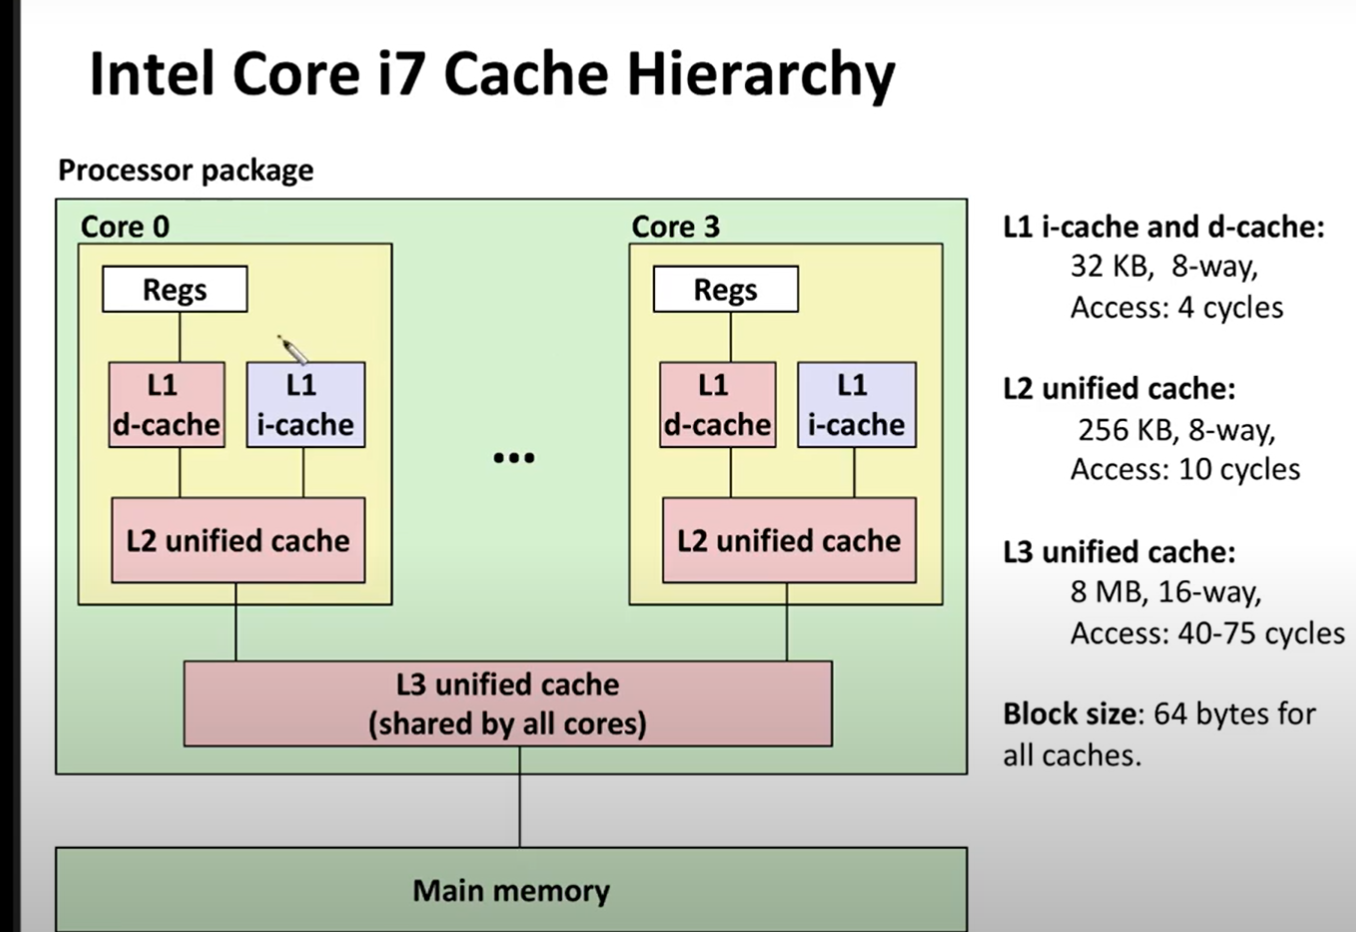 Intel Core i7 Cache Hierarchy
Processor package
Core 0
Regs
L1
d-cache
L1
i-cache
L2 unified cache
...
Core 3
Regs
L1
d-cache
L1
i-cache
L2 unified cache
L3 unified cache
(shared by all cores)
Main memory
L1 i-cache and d-cache:
32 KB, 8-way,
Access: 4 cycles
L2 unified cache:
256 KB, 8-way,
Access: 10 cycles
L3 unified cache:
8 MB, 16-way,
Access: 40-75 cycles
Block size: 64 bytes for
all caches.